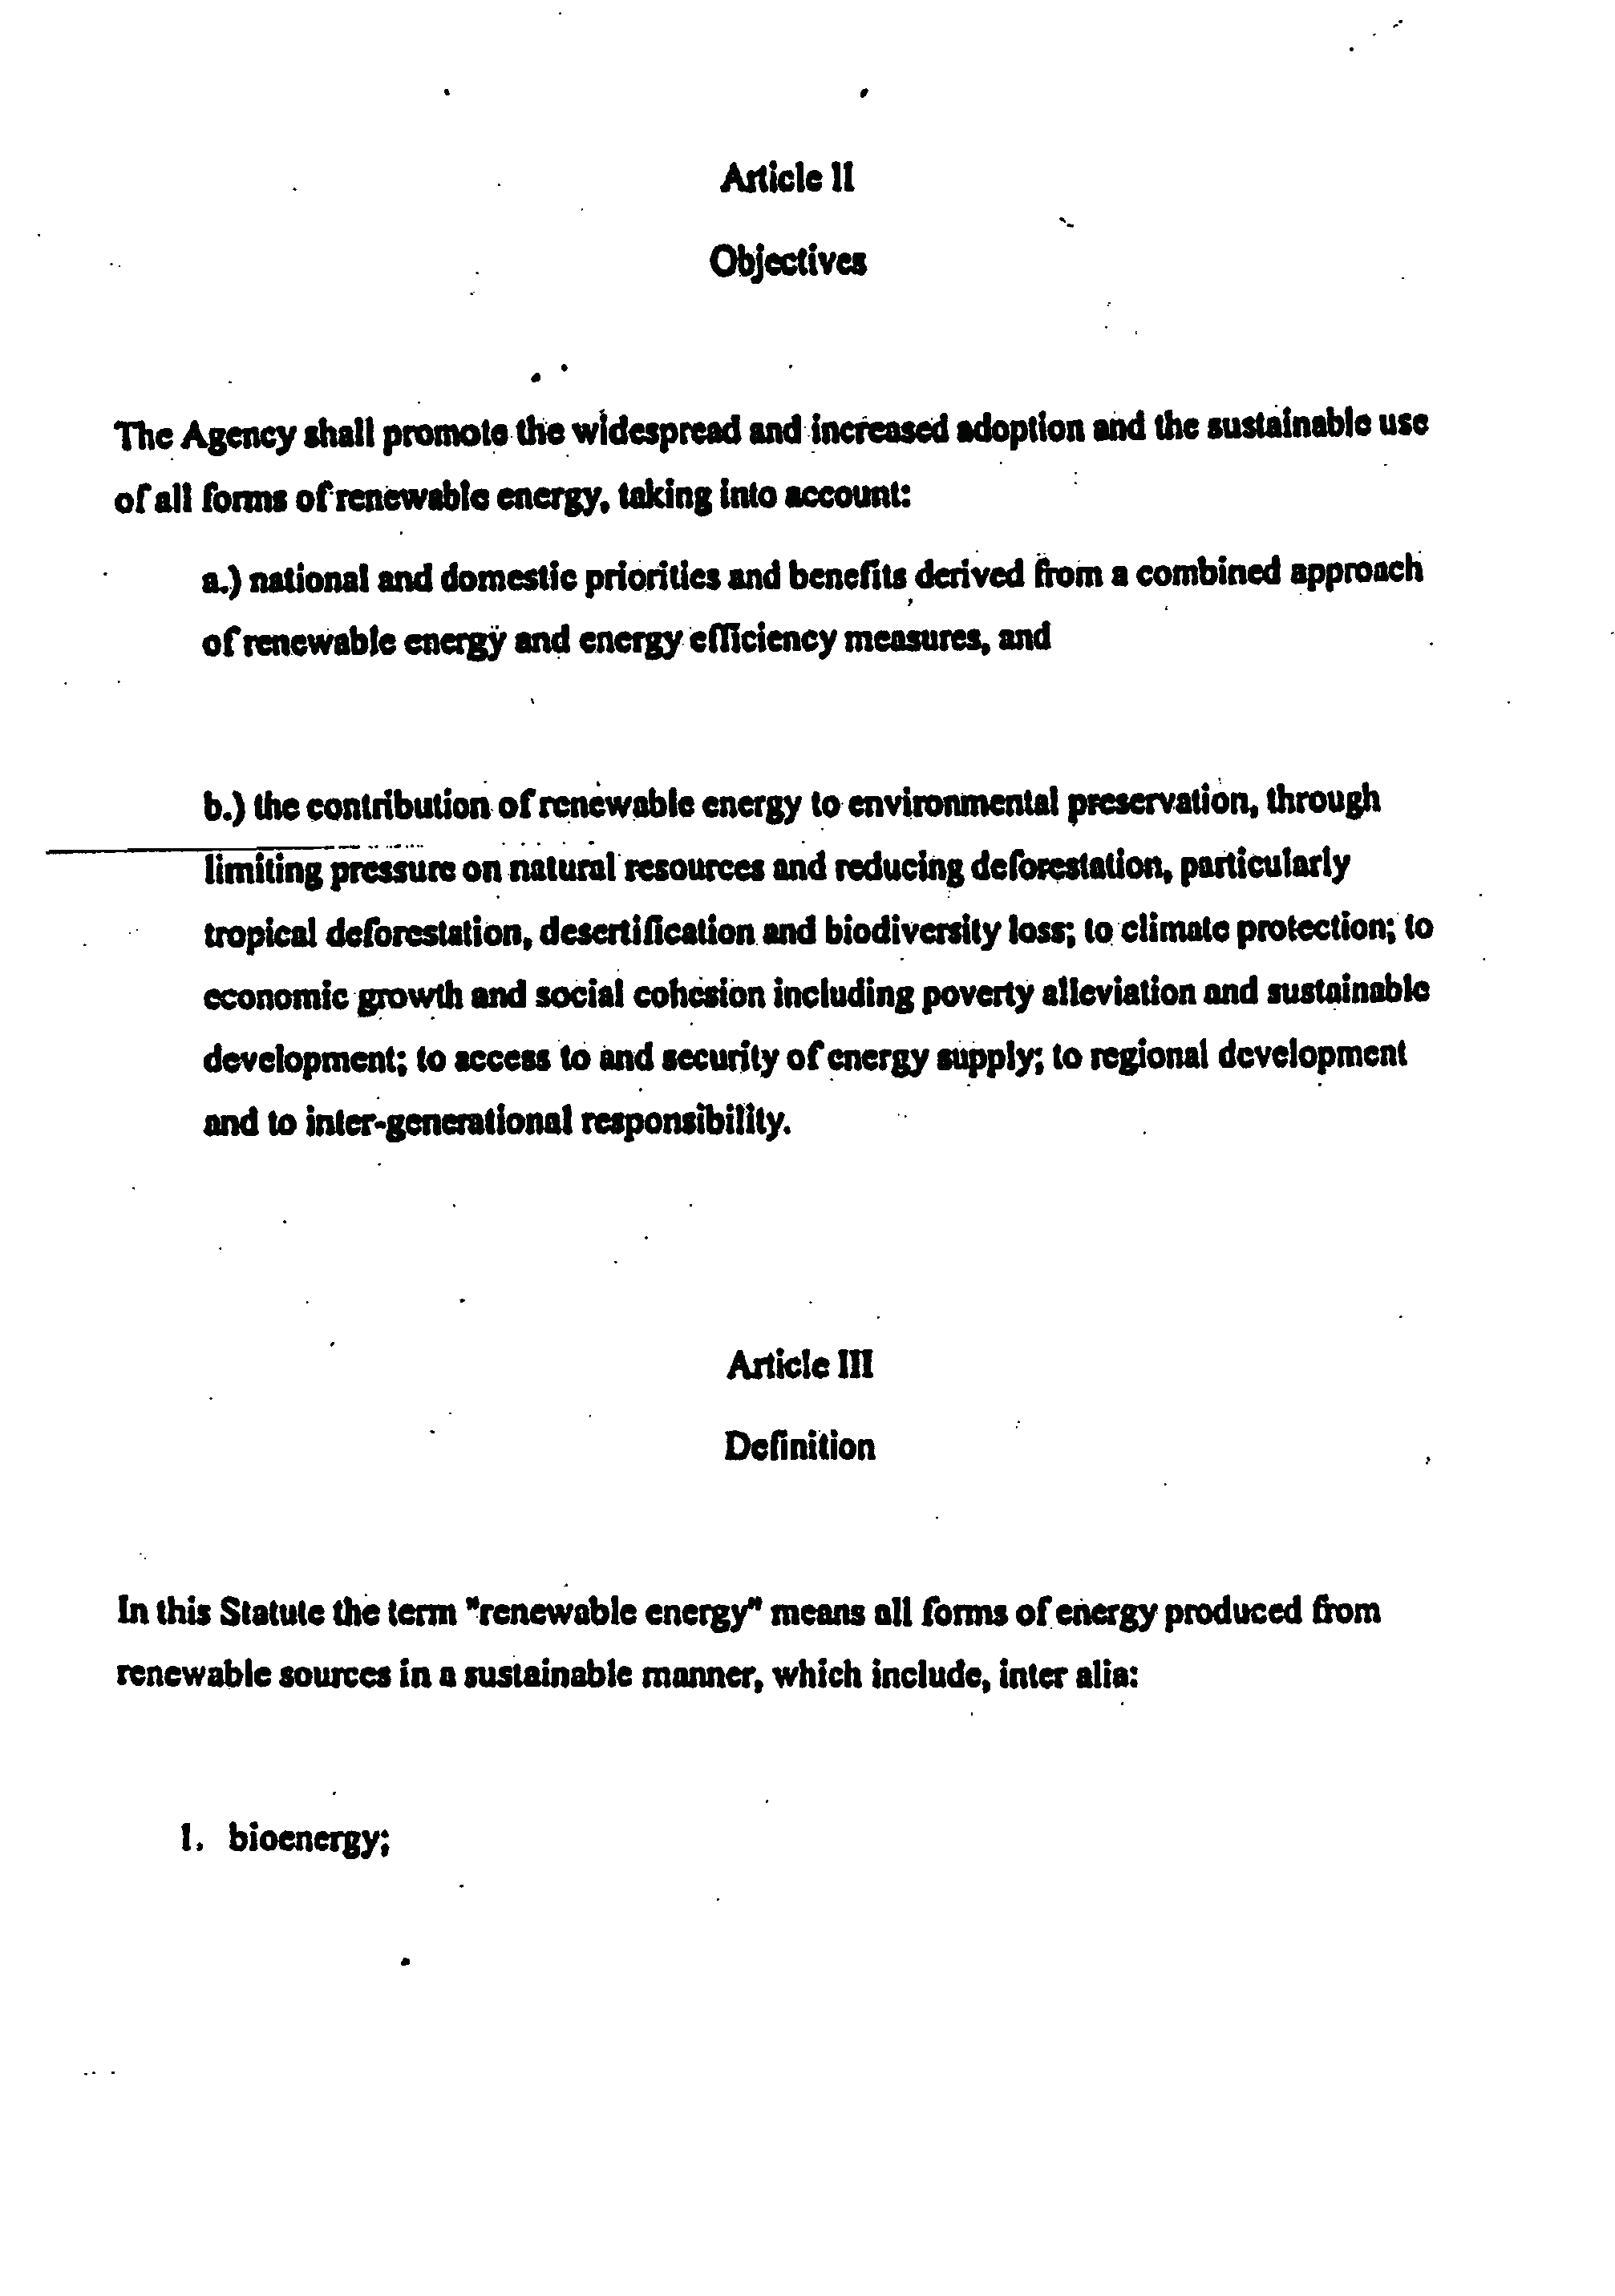 Article II
Objectives
The Agency shall promote the widespread and increased adoption and the sustainable use
of all forms of renewable energy, taking into account:
a.) national and domestic priorities and benefits derived from a combined approach
of renewable energy and energy efficiency measures, and
b.) the contribution of renewable energy to environmental preservation, through
limiting pressure on natural resources and reducing deforestation, particularly
tropical deforestation, desertification and biodiversity loss; to climate protection; to
economic growth and social cohesion including poverty alleviation and sustainable
development; to access to and security of energy supply; to regional development
and to inter-generational responsibility.
Article III
Definition
In this Statute the term "renewable energy" means all forms of energy produced from
renewable sources in a sustainable manner, which include, inter alia:
1. bioenergy;